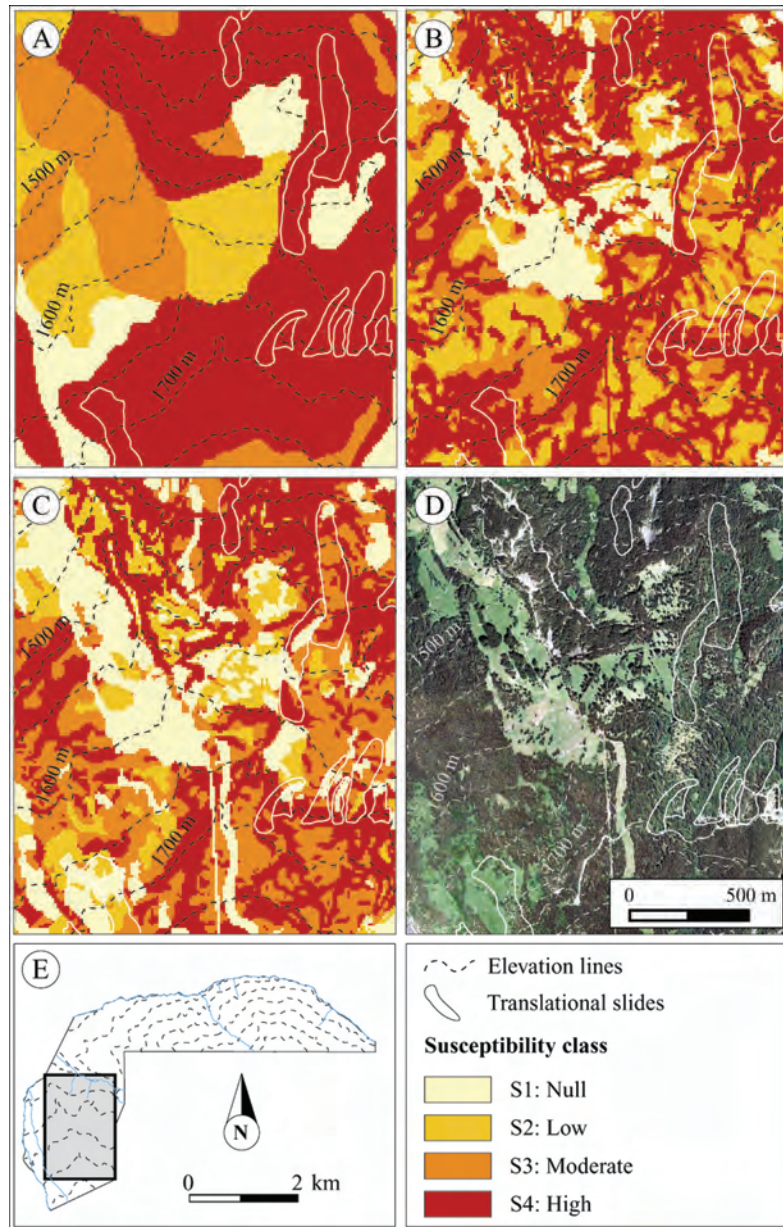 A
1500 m
1600 m
1700 m
B
1500 m
1600 m
1700 m
C
1500 m
1600 m
1700 m
D
1500 m
1600 m
1700 m
0 500 m
E
N
0 2 km
Elevation lines
Translational slides
Susceptibility class
S1: Null
S2: Low
S3: Moderate
S4: High